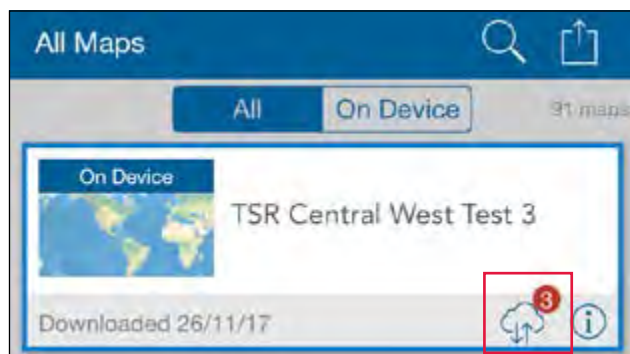 All Maps
All On Device 91 maps
On Device
TSR Central West Test 3
3
Downloaded 26/11/17